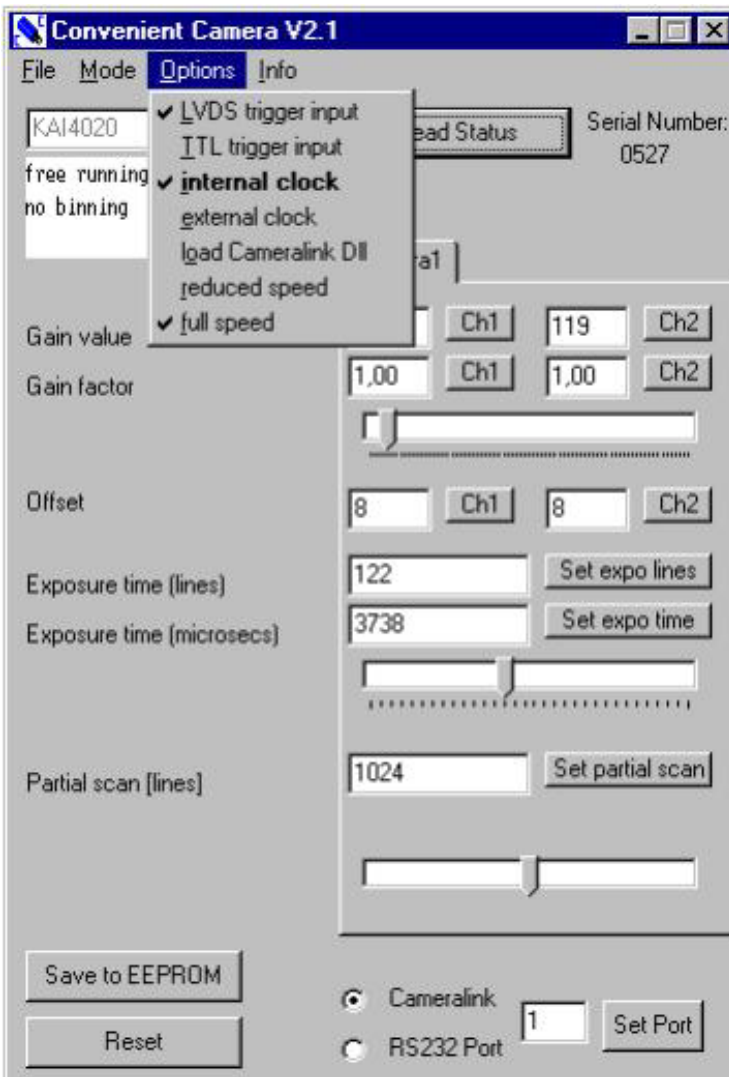 Convenient Camera V2.1
File Mode Options Info
LVDS trigger input
TTL trigger input
internal clock
external clock
load Cameralink Dll
reduced speed
full speed
KAI4020
Status
Serial Number:
0527
free running
no binning
Gain value
Ch1 119 Ch2
Gain factor
1,00 Ch1 1,00 Ch2
Offset
8 Ch1 8 Ch2
Exposure time (lines)
122 Set expo lines
Exposure time (microsecs)
3738 Set expo time
Partial scan [lines]
1024 Set partial scan
Save to EEPROM
Reset
Cameralink
RS232 Port
1 Set Port